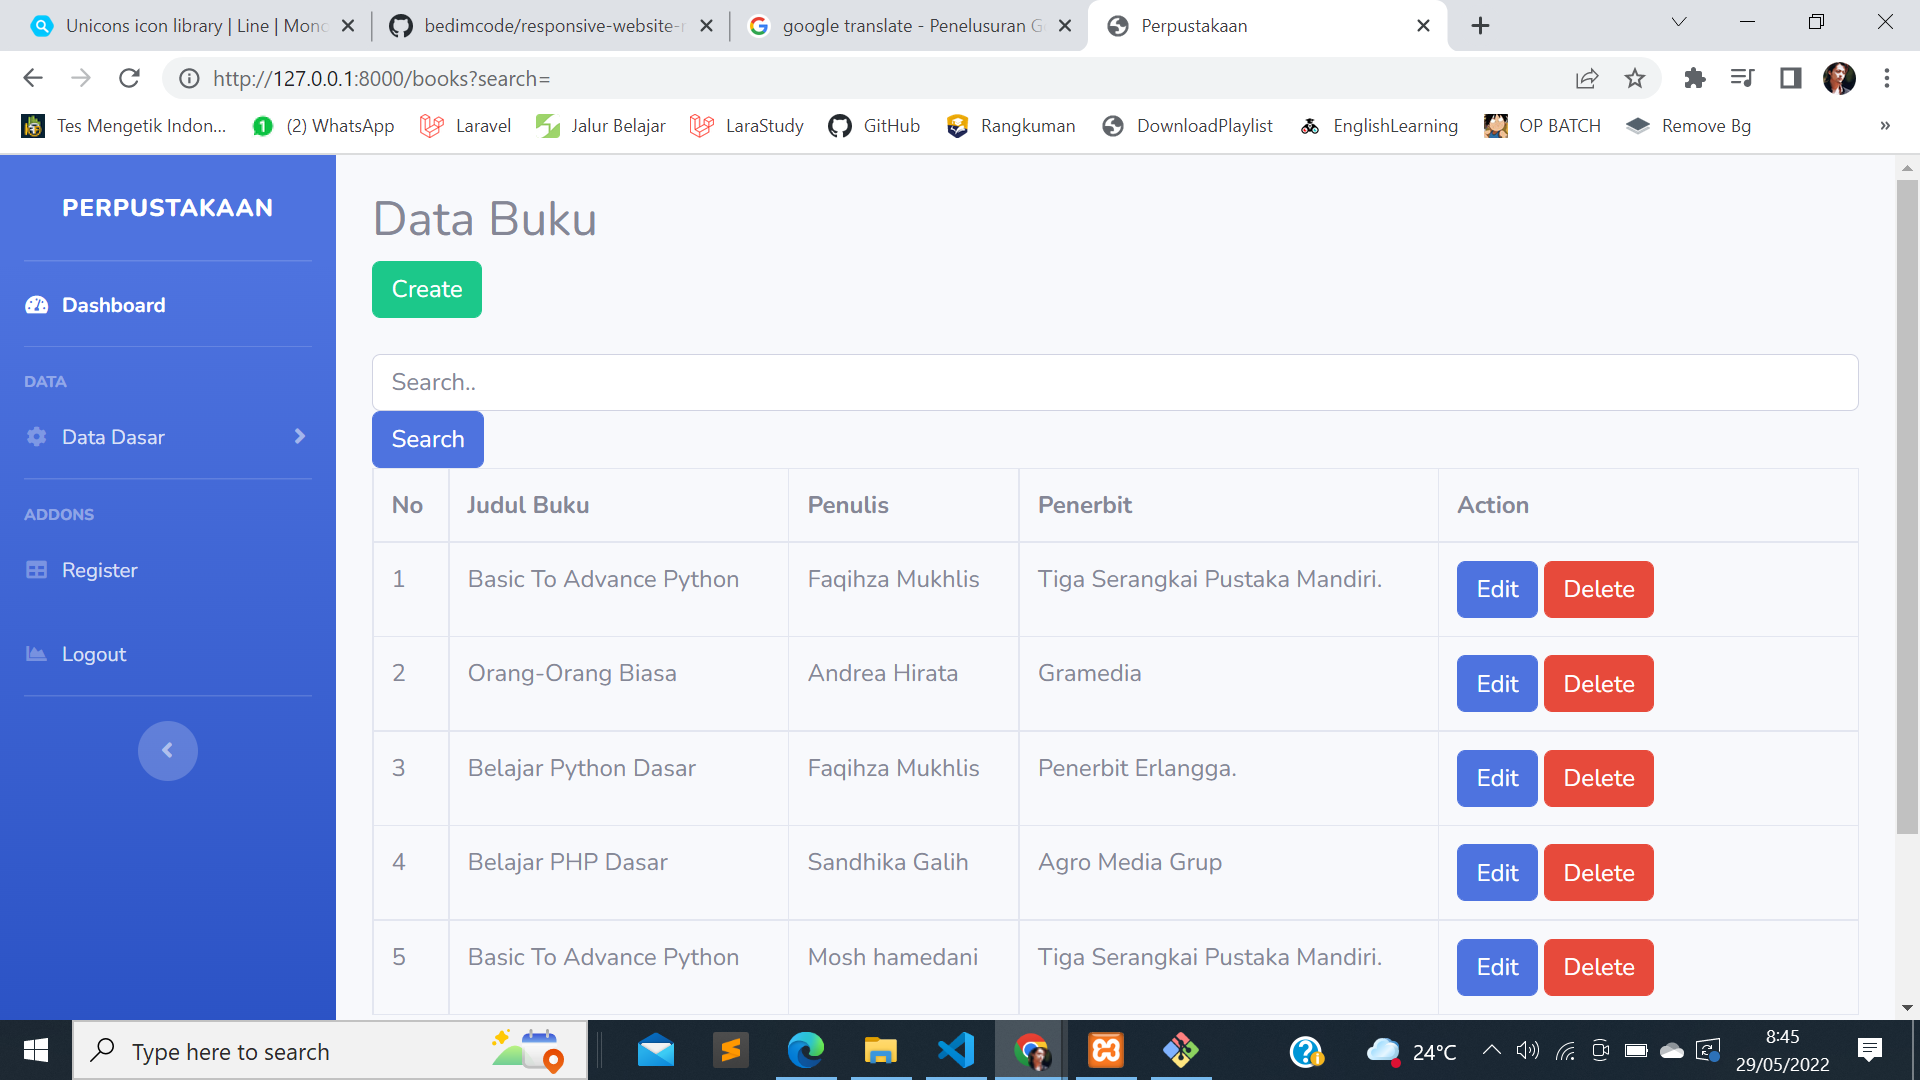 Unicons icon library | Line | Mono
bedimcode/responsive-website-r
google translate - Penelusuran G
Perpustakaan
http://127.0.0.1:8000/books?search=
Tes Mengetik Indon...
(2) WhatsApp
Laravel
Jalur Belajar
LaraStudy
GitHub
Rangkuman
DownloadPlaylist
EnglishLearning
OP BATCH
Remove Bg
»
PERPUSTAKAAN
Dashboard
DATA
Data Dasar
ADDONS
Register
Logout
Data Buku
Create
Search..
Search
No Judul Buku Penulis Penerbit Action
1 Basic To Advance Python Faqihza Mukhlis Tiga Serangkai Pustaka Mandiri. Edit Delete
2 Orang-Orang Biasa Andrea Hirata Gramedia Edit Delete
3 Belajar Python Dasar Faqihza Mukhlis Penerbit Erlangga. Edit Delete
4 Belajar PHP Dasar Sandhika Galih Agro Media Grup Edit Delete
5 Basic To Advance Python Mosh hamedani Tiga Serangkai Pustaka Mandiri. Edit Delete
Type here to search
24°C
8:45
29/05/2022